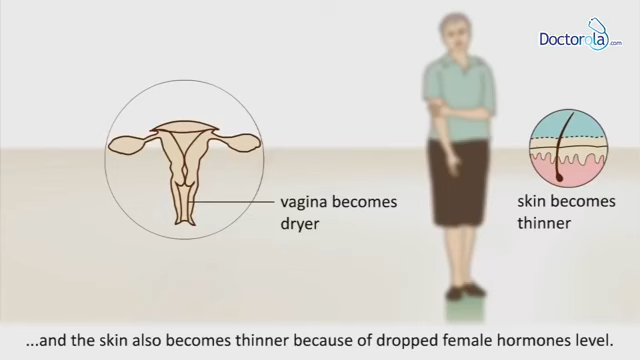 Doctorola.com
vagina becomes
dryer
skin becomes
thinner
...and the skin also becomes thinner because of dropped female hormones level.